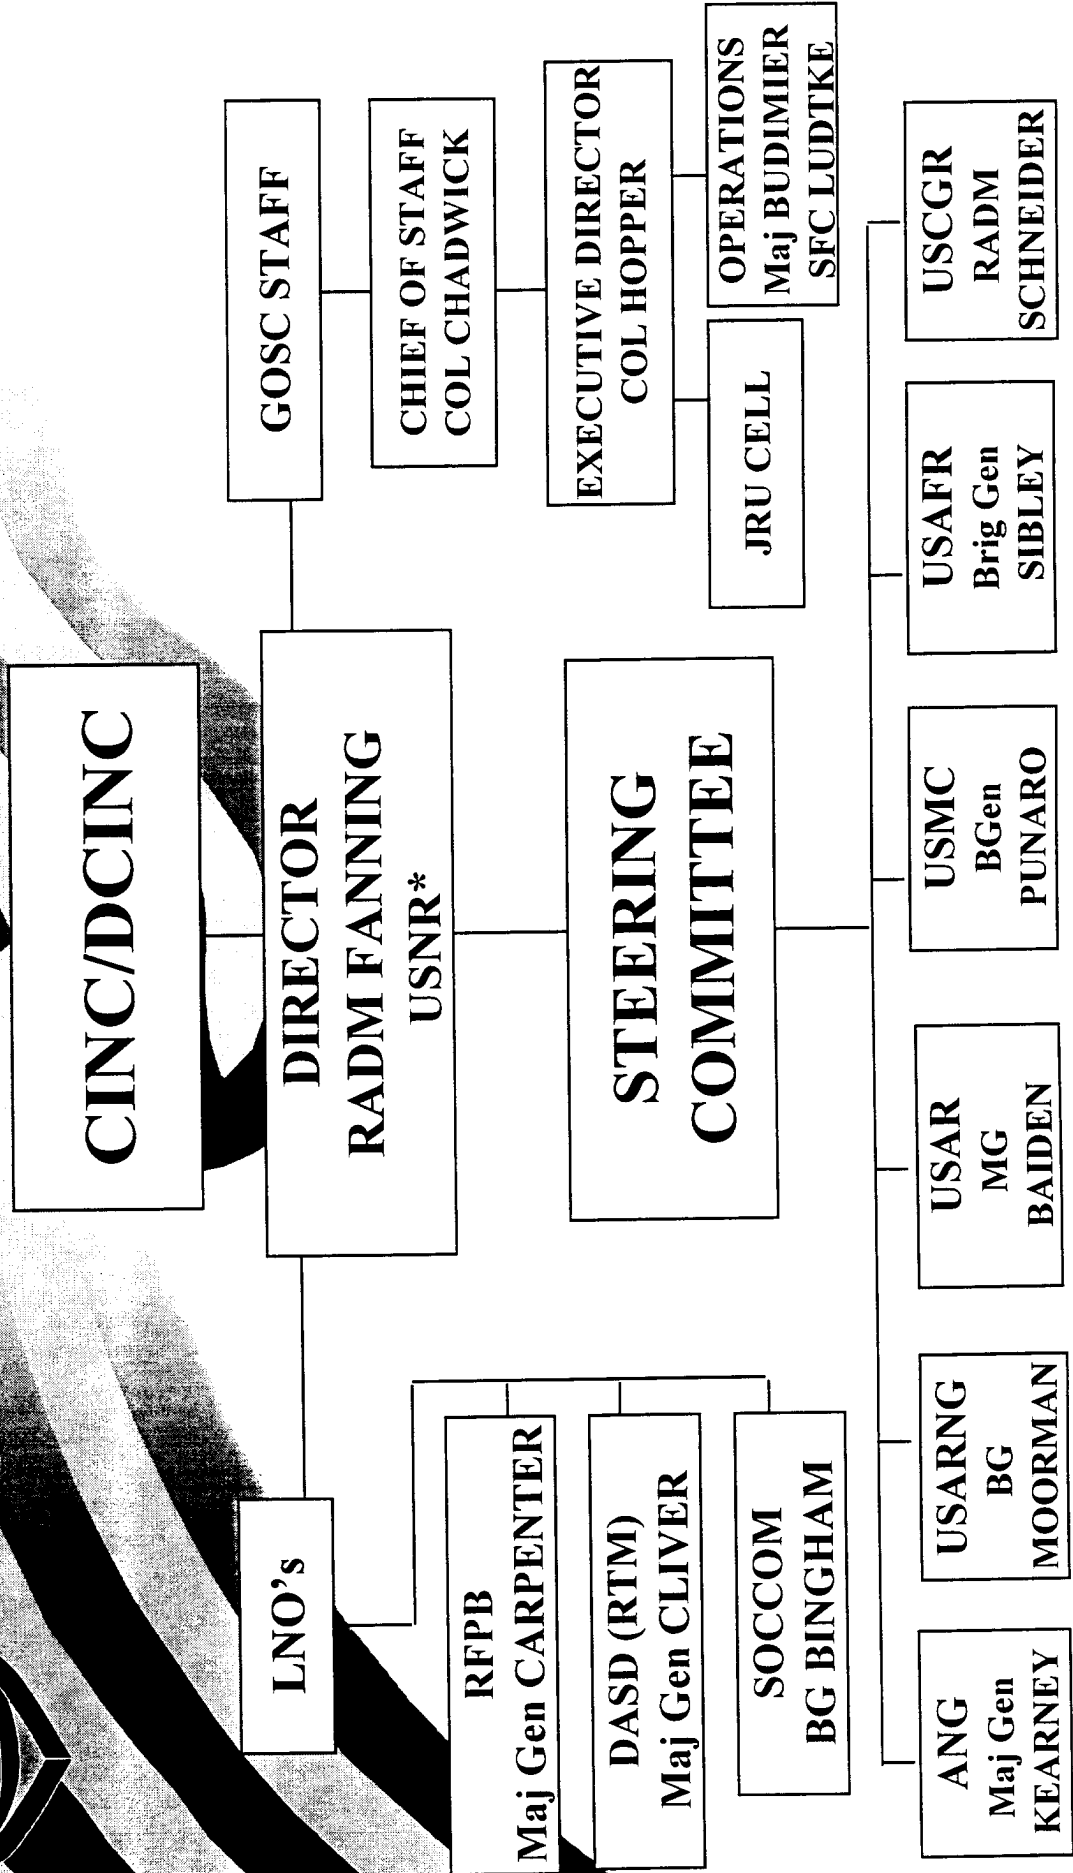 CINC/DCINC
DIRECTOR
RADM FANNING
USNR*
LNO's
RFPB
Maj Gen CARPENTER
DASD (RTM)
Maj Gen CLIVER
SOCCOM
BG BINGHAM
GOSC STAFF
CHIEF OF STAFF
COL CHADWICK
EXECUTIVE DIRECTOR
COL HOPPER
JRU CELL
OPERATIONS
Maj BUDIMIER
SFC LUDTKE
STEERING
COMMITTEE
ANG
Maj Gen
KEARNEY
USARNG
BG
MOORMAN
USAR
MG
BAIDEN
USMC
BGen
PUNARO
USAFR
Brig Gen
SIBLEY
USCGR
RADM
SCHNEIDER